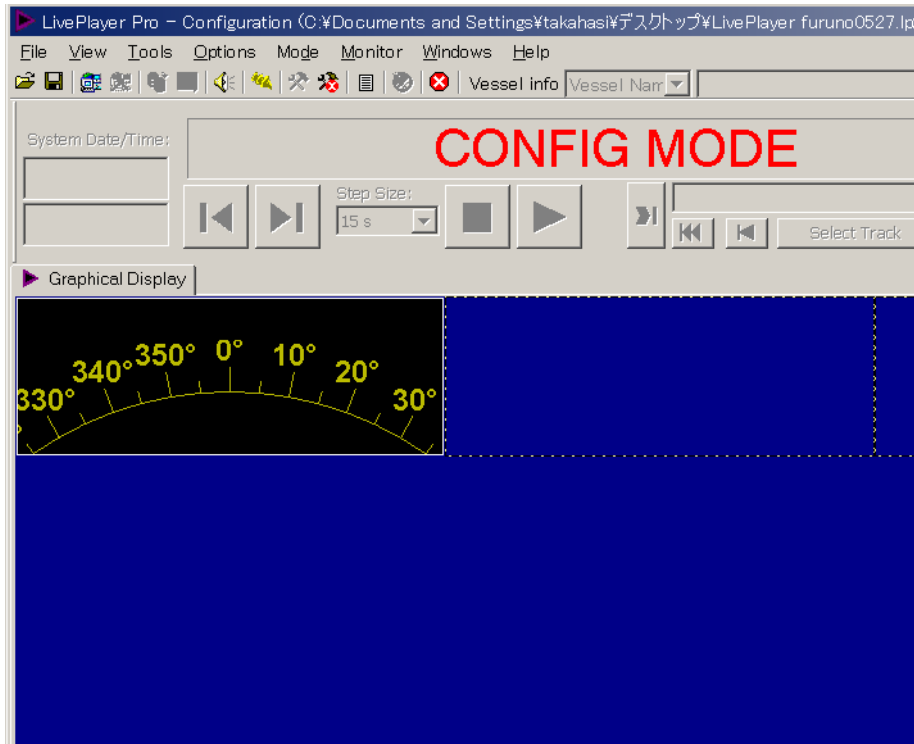 LivePlayer Pro - Configuration (C:¥Documents and Settings¥takahasi¥デスクトップ¥LivePlayer furuno0527.lp
File View Tools Options Mode Monitor Windows Help
Vessel info Vessel Nam
System Date/Time:
CONFIG MODE
Step Size:
15 s
Select Track
Graphical Display
330° 340° 350° 0° 10° 20° 30°